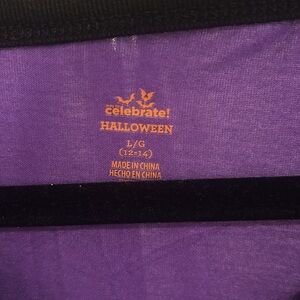 celebrate!
HALLOWEEN
L/G
(12-14)
MADE IN CHINA
HECHO EN CHINA